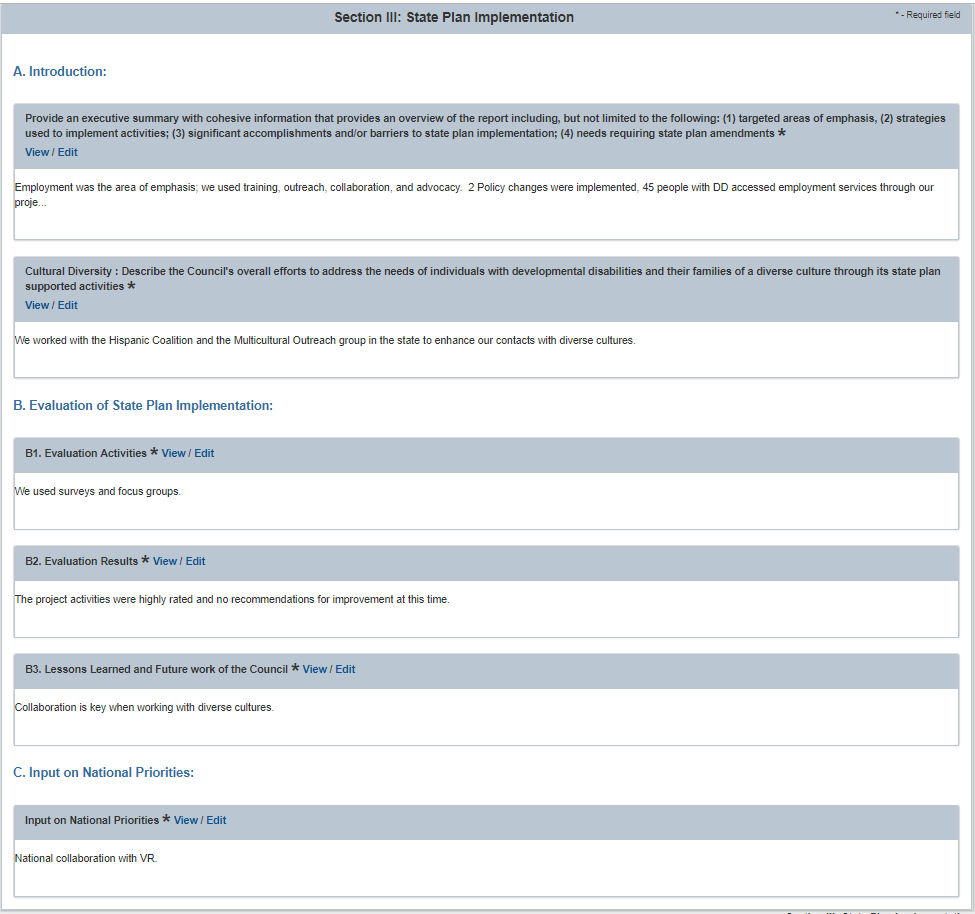 Section III: State Plan Implementation
* - Required field
A. Introduction:
Provide an executive summary with cohesive information that provides an overview of the report including, but not limited to the following: (1) targeted areas of emphasis, (2) strategies
used to implement activities; (3) significant accomplishments and/or barriers to state plan implementation; (4) needs requiring state plan amendments *
View / Edit
Employment was the area of emphasis; we used training, outreach, collaboration, and advocacy.  2 Policy changes were implemented, 45 people with DD accessed employment services through our
proje...
Cultural Diversity : Describe the Council's overall efforts to address the needs of individuals with developmental disabilities and their families of a diverse culture through its state plan
supported activities *
View / Edit
We worked with the Hispanic Coalition and the Multicultural Outreach group in the state to enhance our contacts with diverse cultures.
B. Evaluation of State Plan Implementation:
B1. Evaluation Activities * View / Edit
We used surveys and focus groups.
B2. Evaluation Results * View / Edit
The project activities were highly rated and no recommendations for improvement at this time.
B3. Lessons Learned and Future work of the Council * View / Edit
Collaboration is key when working with diverse cultures.
C. Input on National Priorities:
Input on National Priorities * View / Edit
National collaboration with VR.